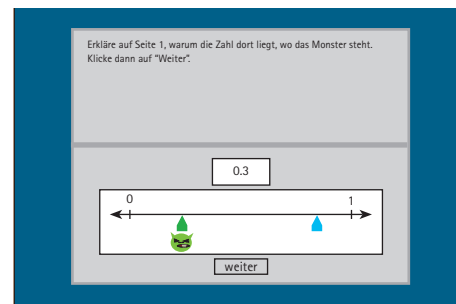 Erkläre auf Seite 1, warum die Zahl dort liegt, wo das Monster steht.
Klicke dann auf "Weiter".
0.3
0 1
weiter